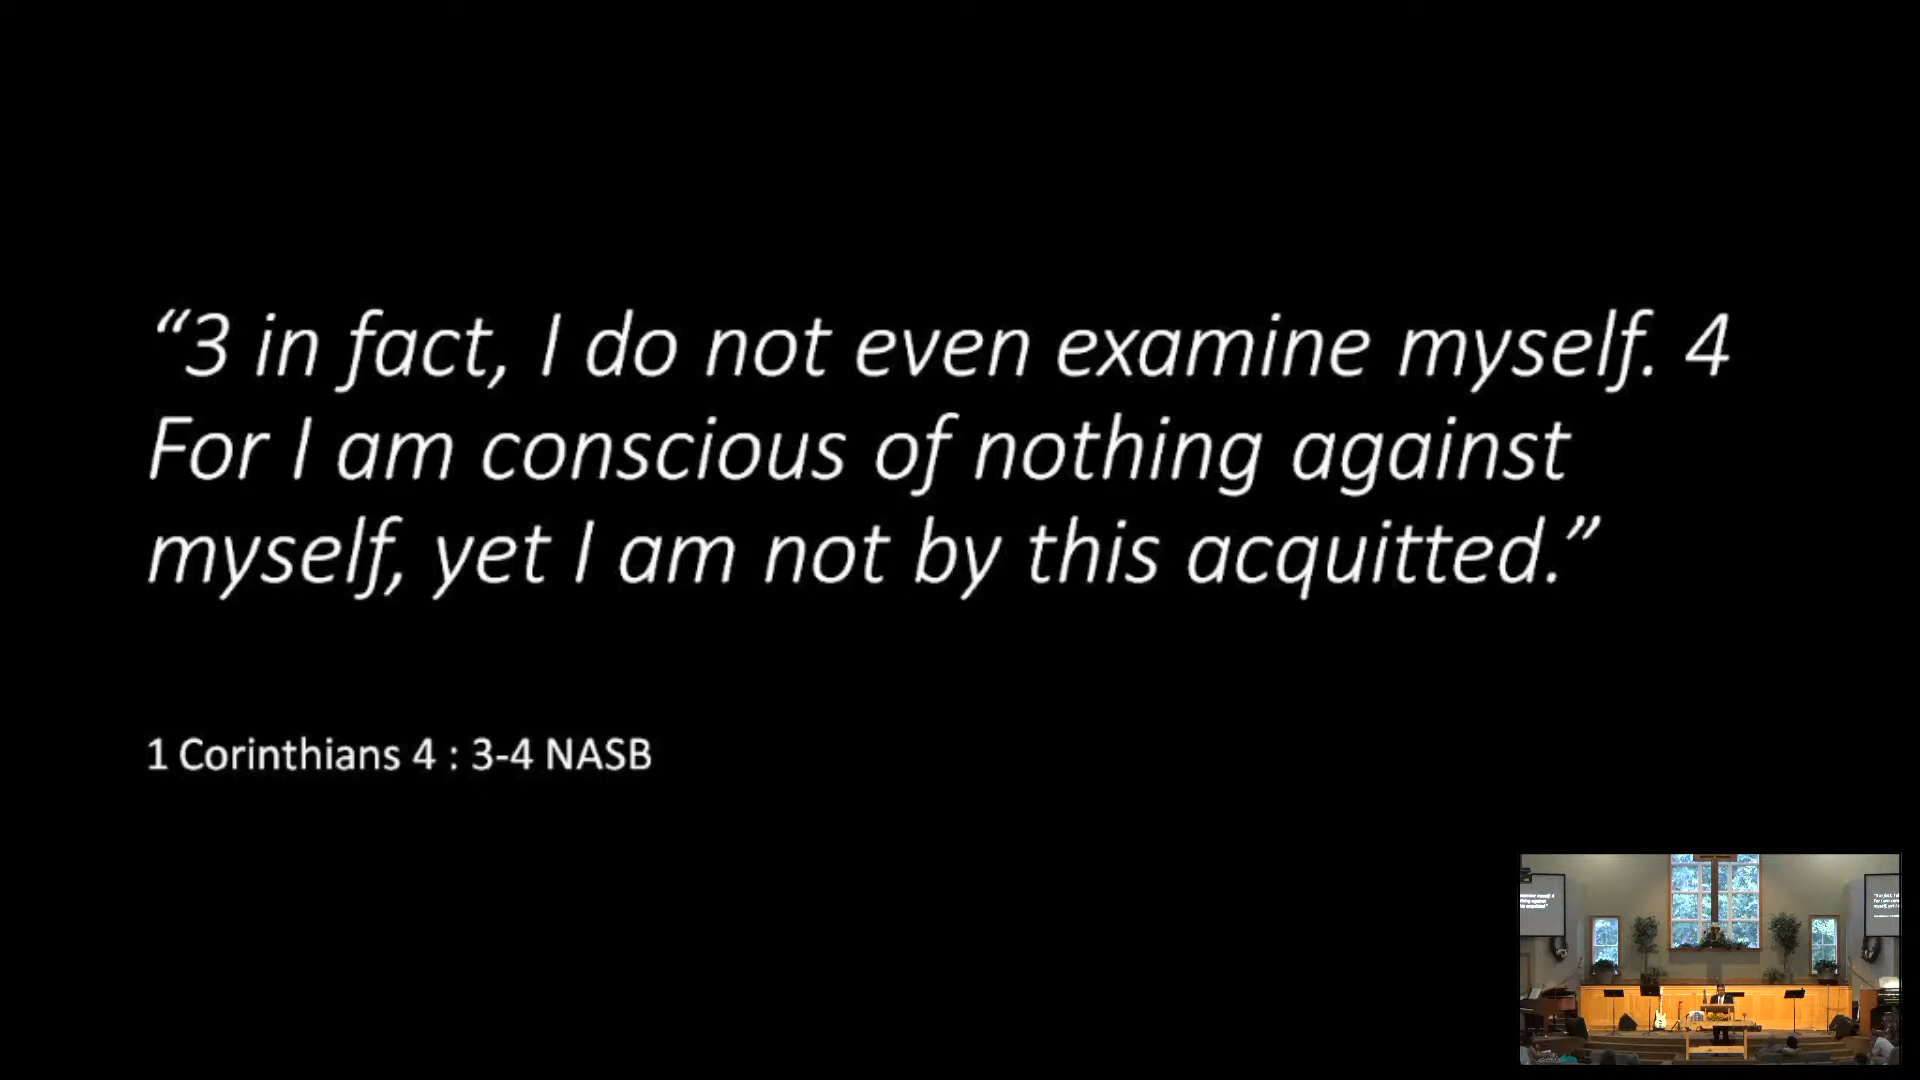 “3 in fact, I do not even examine myself. 4
For I am conscious of nothing against
myself, yet I am not by this acquitted.”
1 Corinthians 4 : 3-4 NASB